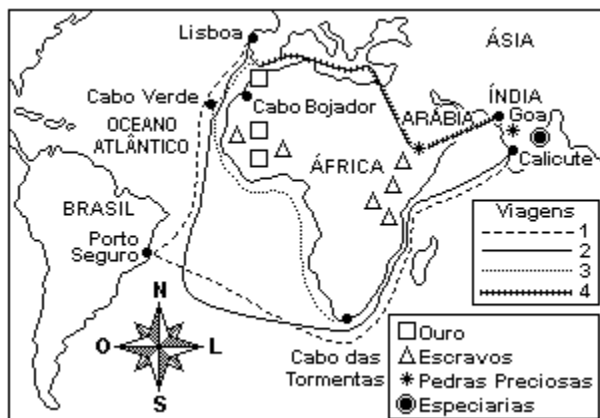 Lisboa
ÁSIA
Cabo Verde
Cabo Bojador
OCEANO
ATLÂNTICO
ARÁBIA
ÍNDIA
Goa
Calicute
ÁFRICA
BRASIL
Porto
Seguro
Viagens
1
2
3
4
N
O
L
S
Cabo das
Tormentas
Ouro
Escravos
Pedras Preciosas
Especiarias